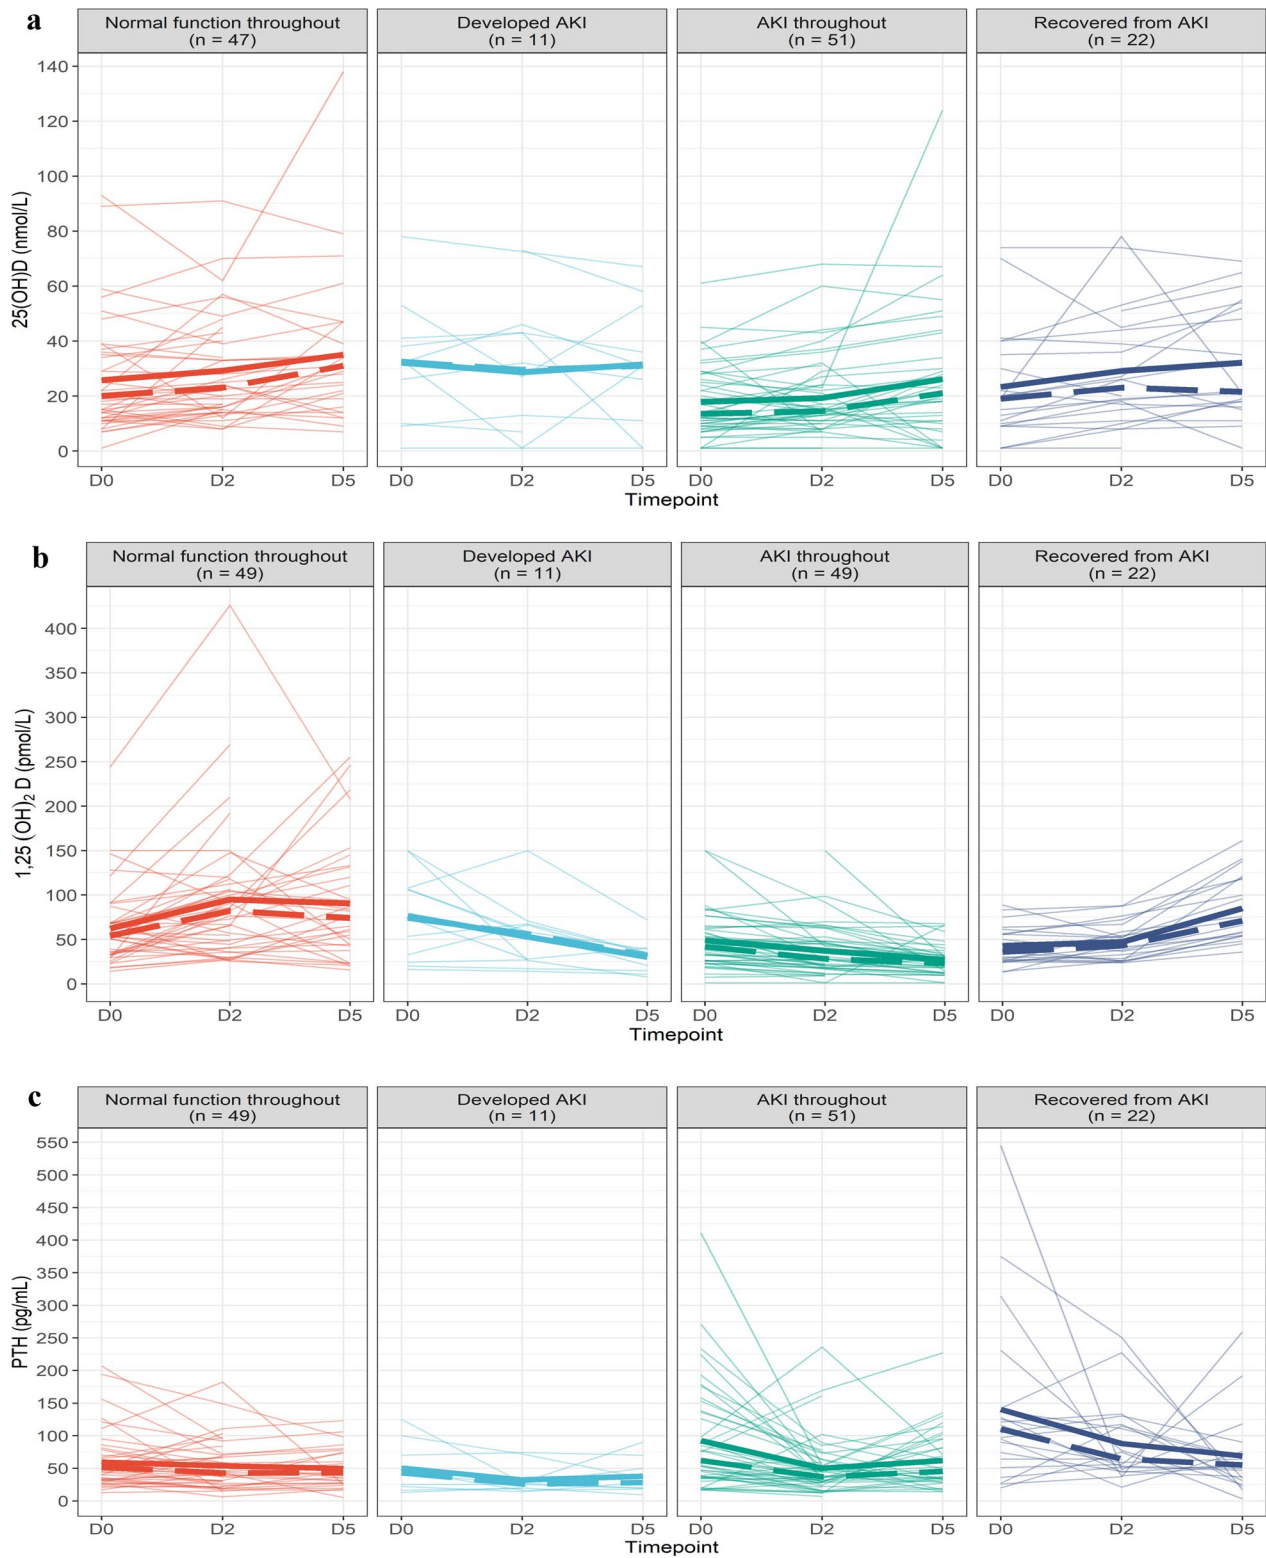 a
Normal function throughout
(n = 47)
Developed AKI
(n = 11)
AKI throughout
(n = 51)
Recovered from AKI
(n = 22)
25(OH)D (nmol/L)
140
120
100
80
60
40
20
0
D0 D2 D5 D0 D2 D5 D0 D2 D5 D0 D2 D5
Timepoint
b
Normal function throughout
(n = 49)
Developed AKI
(n = 11)
AKI throughout
(n = 49)
Recovered from AKI
(n = 22)
1,25 (OH)₂ D (pmol/L)
400
350
300
250
200
150
100
50
0
D0 D2 D5 D0 D2 D5 D0 D2 D5 D0 D2 D5
Timepoint
c
Normal function throughout
(n = 49)
Developed AKI
(n = 11)
AKI throughout
(n = 51)
Recovered from AKI
(n = 22)
PTH (pg/mL)
550
500
450
400
350
300
250
200
150
100
50
0
D0 D2 D5 D0 D2 D5 D0 D2 D5 D0 D2 D5
Timepoint